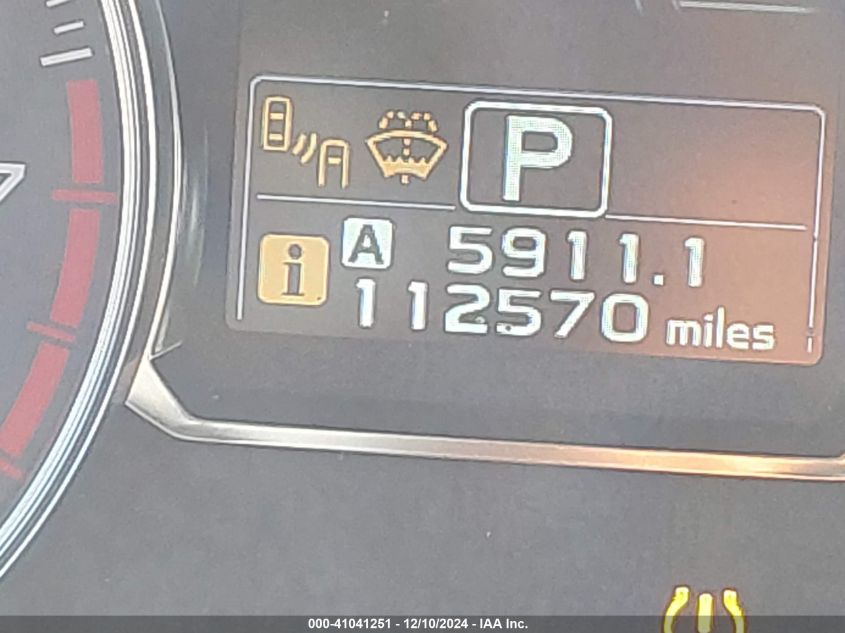 P
A 5911.1
i 112570 miles
000-41041251 - 12/10/2024 - IAA Inc.